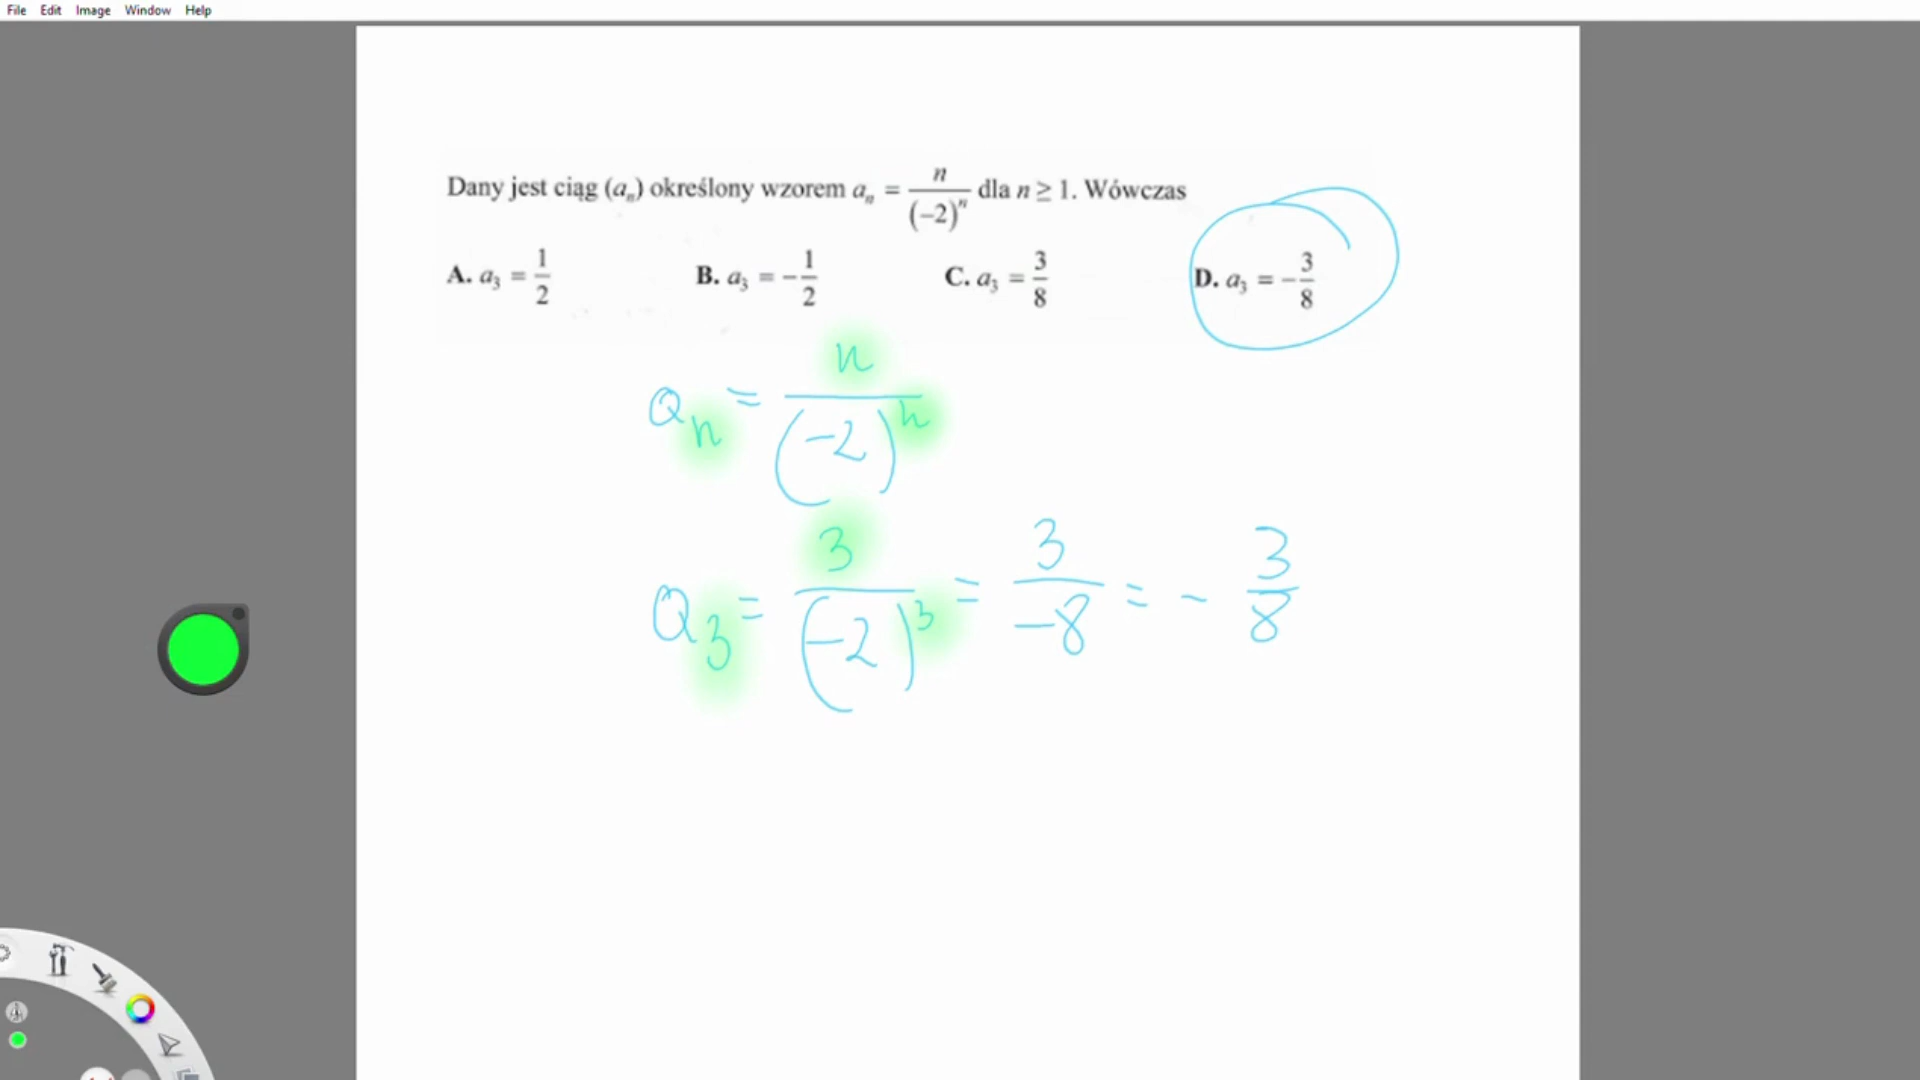 File Edit Image Window Help
Dany jest ciąg (aₙ) określony wzorem aₙ = n/(−2)ⁿ dla n ≥ 1. Wówczas
A. a₃ = 1/2 B. a₃ = −1/2 C. a₃ = 3/8 D. a₃ = −3/8
aₙ = n/(−2)ⁿ
a₃ = 3/(−2)³ = 3/−8 = −3/8